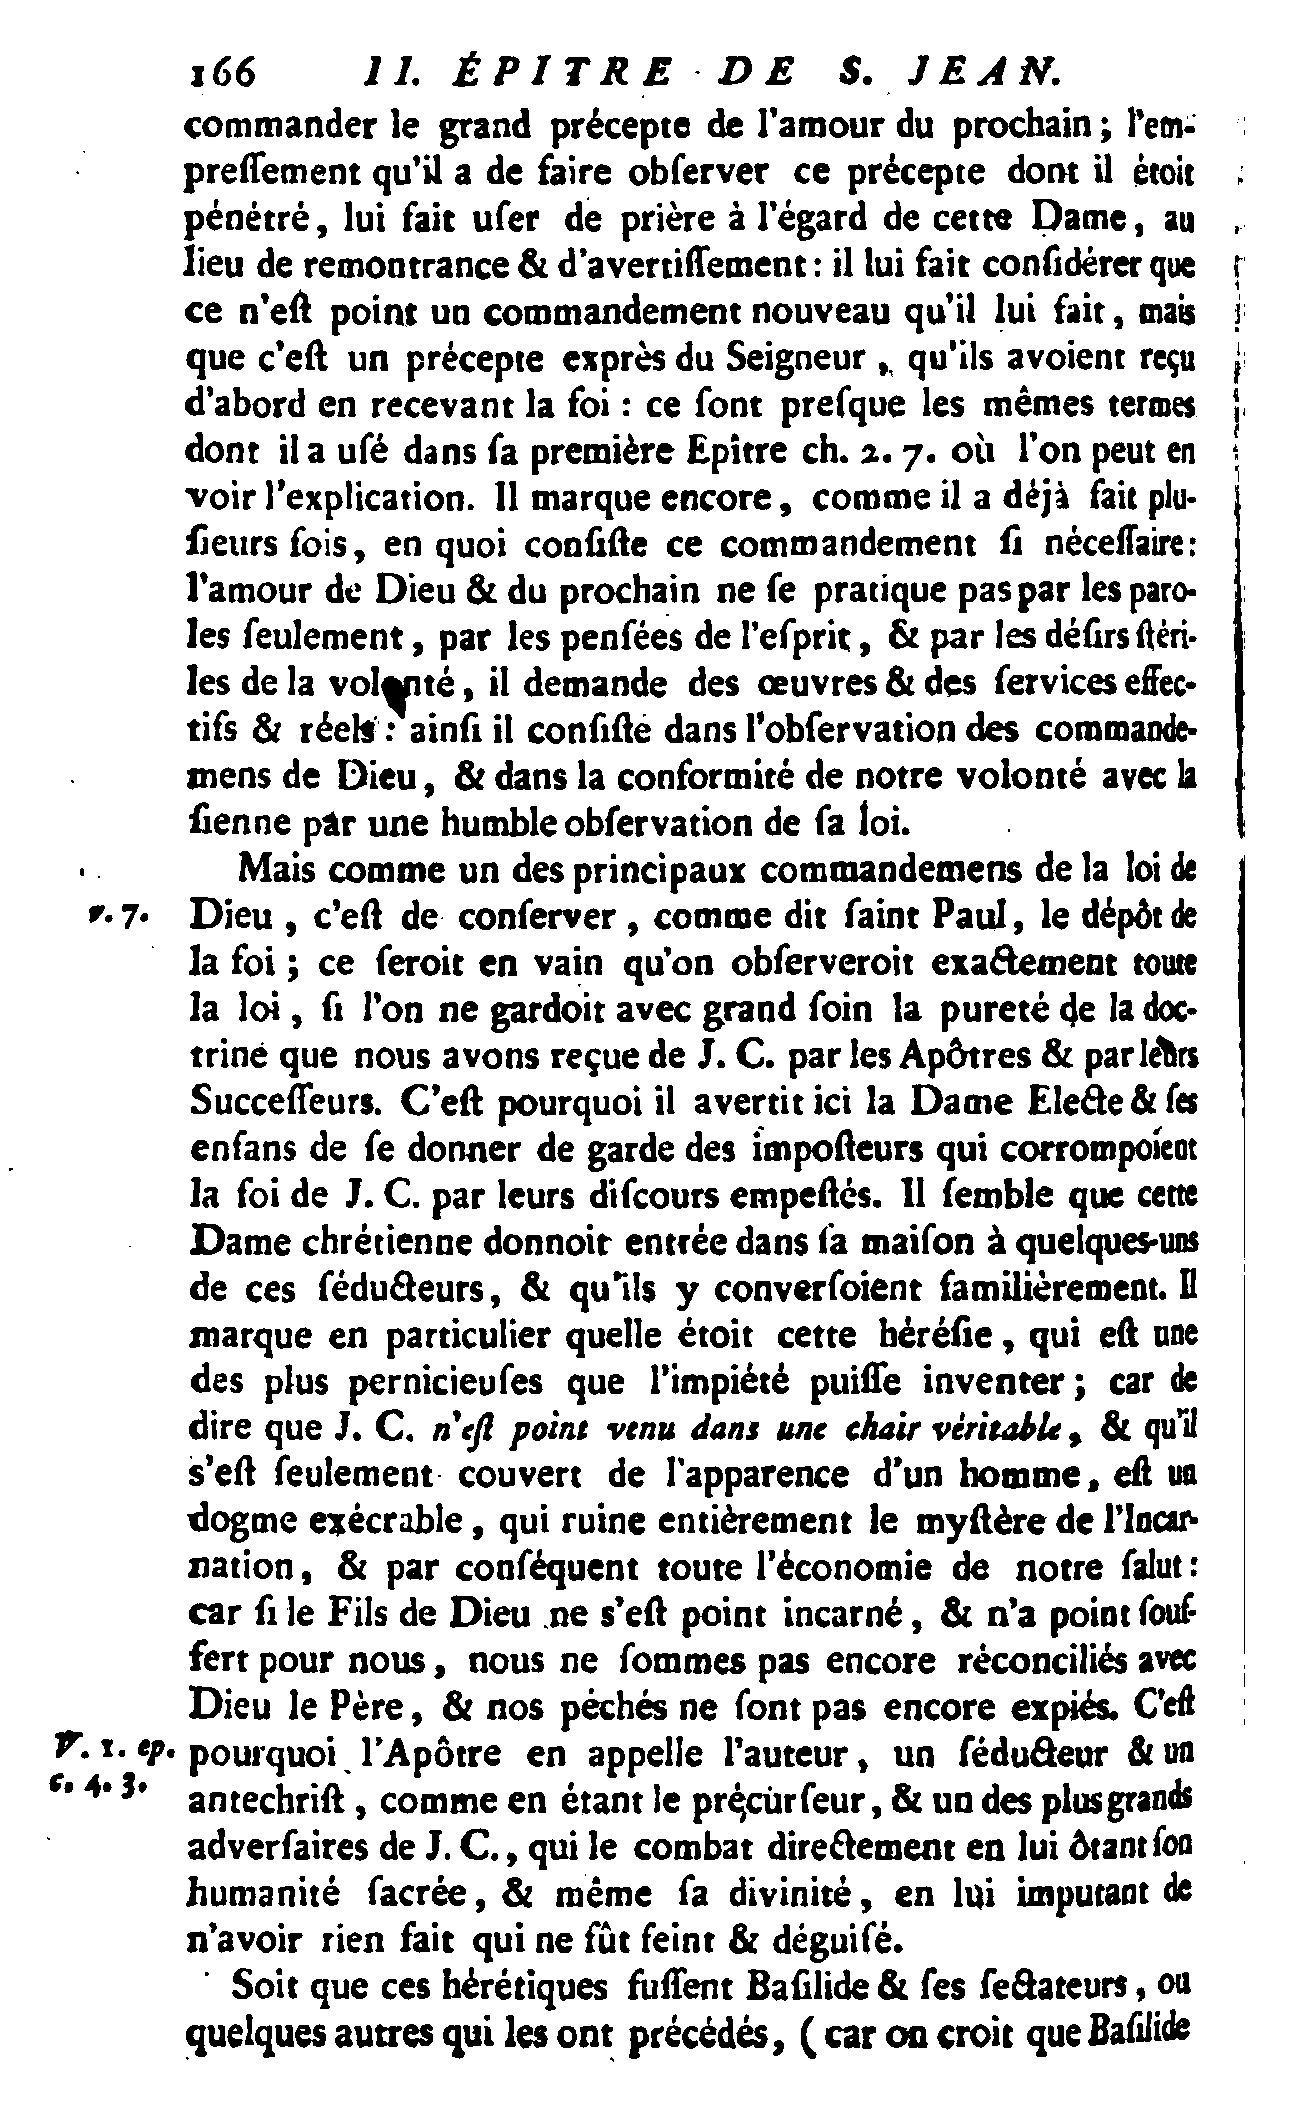 166 II. ÉPITRE DE S. JEAN.
commander le grand précepte de l'amour du prochain ; l'em-
preſſement qu'il a de faire obſerver ce précepte dont il étoit
pénétré, lui fait uſer de prière à l'égard de cette Dame, au
lieu de remontrance & d'avertiſſement : il lui fait conſidérer que
ce n'eſt point un commandement nouveau qu'il lui fait, mais
que c'eſt un précepte exprès du Seigneur, qu'ils avoient reçu
d'abord en recevant la foi : ce ſont preſque les mêmes termes
dont il a uſé dans ſa première Epître ch. 2. 7. où l'on peut en
voir l'explication. Il marque encore, comme il a déjà fait plu-
ſieurs fois, en quoi conſiſte ce commandement ſi néceſſaire :
l'amour de Dieu & du prochain ne ſe pratique pas par les paro-
les ſeulement, par les penſées de l'eſprit, & par les déſirs ſtéri-
les de la volonté, il demande des œuvres & des ſervices effec-
tifs & réels : ainſi il conſiſte dans l'obſervation des commande-
mens de Dieu, & dans la conformité de notre volonté avec la
ſienne par une humble obſervation de ſa loi.
Mais comme un des principaux commandemens de la loi de
v. 7. Dieu, c'eſt de conſerver, comme dit ſaint Paul, le dépôt de
la foi ; ce ſeroit en vain qu'on obſerveroit exactement toute
la loi, ſi l'on ne gardoit avec grand ſoin la pureté de la doc-
trine que nous avons reçue de J. C. par les Apôtres & par leurs
Succeſſeurs. C'eſt pourquoi il avertit ici la Dame Electe & ſes
enfans de ſe donner de garde des impoſteurs qui corrompoient
la foi de J. C. par leurs diſcours empeſtés. Il ſemble que cette
Dame chrétienne donnoit entrée dans ſa maiſon à quelques-uns
de ces ſéducteurs, & qu'ils y converſoient familièrement. Il
marque en particulier quelle étoit cette héréſie, qui eſt une
des plus pernicieuſes que l'impiété puiſſe inventer ; car de
dire que J. C. n'eſt point venu dans une chair véritable, & qu'il
s'eſt ſeulement couvert de l'apparence d'un homme, eſt un
dogme exécrable, qui ruine entièrement le myſtère de l'Incar-
nation, & par conſéquent toute l'économie de notre ſalut :
car ſi le Fils de Dieu ne s'eſt point incarné, & n'a point ſouf-
fert pour nous, nous ne ſommes pas encore réconciliés avec
Dieu le Père, & nos péchés ne ſont pas encore expiés. C'eſt
V. 1. ep. pourquoi l'Apôtre en appelle l'auteur, un ſéducteur & un
c. 4. 3. antechriſt, comme en étant le précurſeur, & un des plus grands
adverſaires de J. C., qui le combat directement en lui ôtant ſon
humanité ſacrée, & même ſa divinité, en lui imputant de
n'avoir rien fait qui ne fût feint & déguiſé.
Soit que ces hérétiques fuſſent Baſilide & ſes ſectateurs, ou
quelques autres qui les ont précédés, ( car on croit que Baſilide